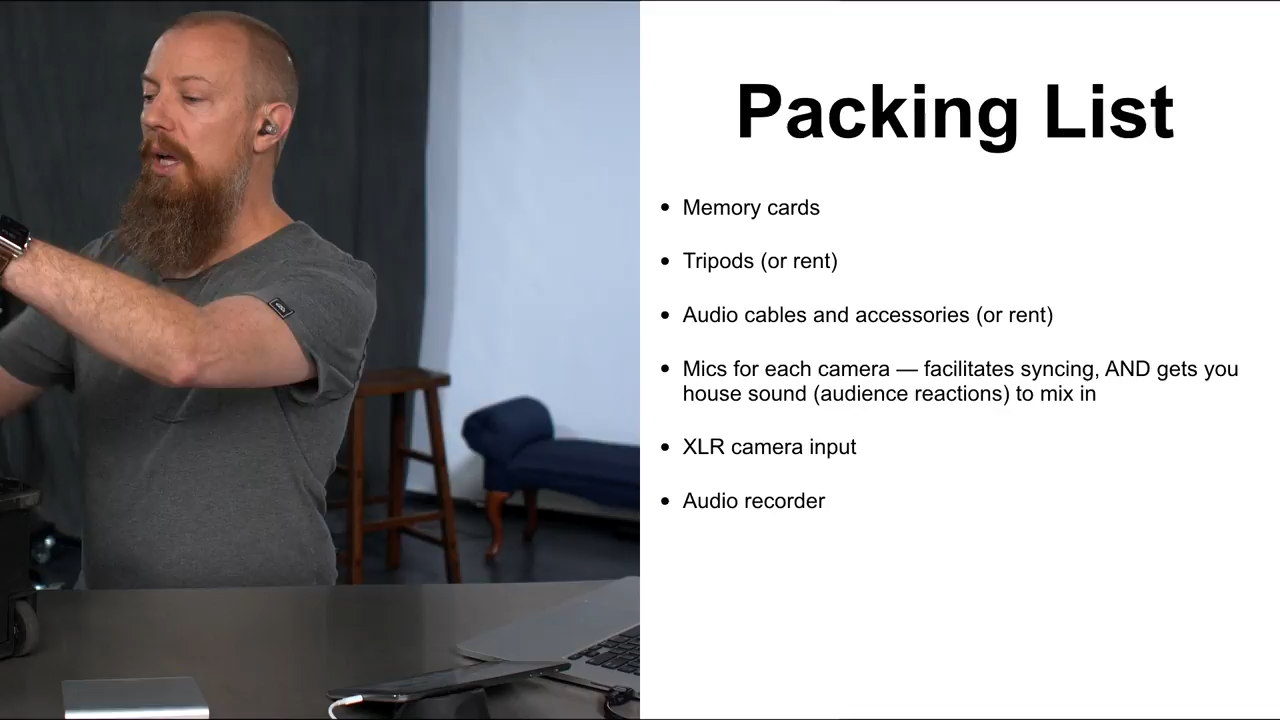 Packing List
• Memory cards
• Tripods (or rent)
• Audio cables and accessories (or rent)
• Mics for each camera — facilitates syncing, AND gets you
house sound (audience reactions) to mix in
• XLR camera input
• Audio recorder